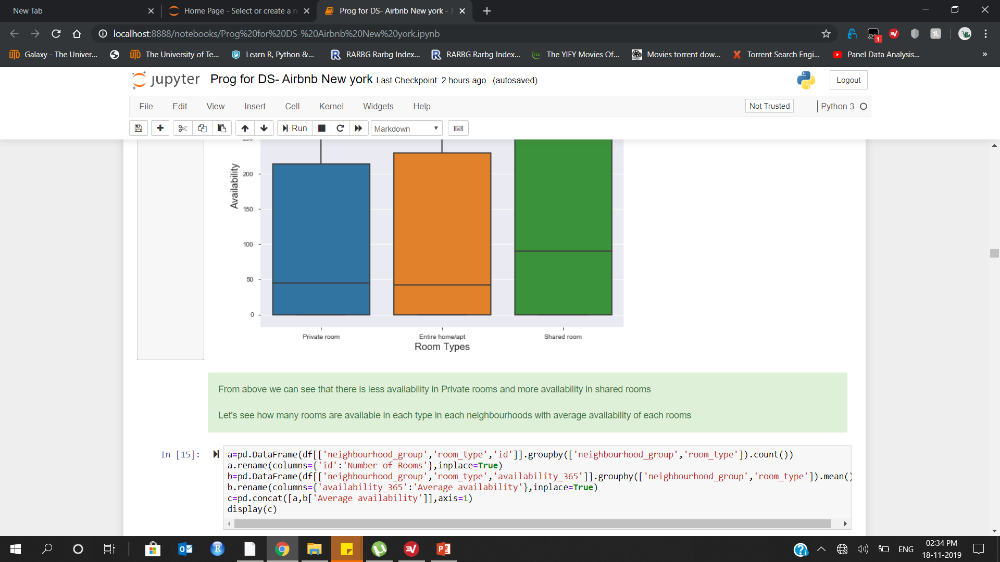 New Tab
Home Page - Select or create a n
Prog for DS- Airbnb New york - J
localhost:8888/notebooks/Prog%20for%20DS-%20Airbnb%20New%20york.ipynb
1
Galaxy - The Univer...
The University of Te...
Learn R, Python &...
RARBG Rarbg Index...
RARBG Rarbg Index...
The YIFY Movies Of...
Movies torrent dow...
Torrent Search Engi...
Panel Data Analysis...
»
jupyter Prog for DS- Airbnb New york Last Checkpoint: 2 hours ago (autosaved)
Logout
File Edit View Insert Cell Kernel Widgets Help
Not Trusted
Python 3
Run
Markdown
Availability
200
150
100
50
0
Private room
Entire home/apt
Shared room
Room Types
From above we can see that there is less availability in Private rooms and more availability in shared rooms
Let's see how many rooms are available in each type in each neighbourhoods with average availability of each rooms
In [15]:
a=pd.DataFrame(df[['neighbourhood_group','room_type','id']].groupby(['neighbourhood_group','room_type']).count())
a.rename(columns={'id':'Number of Rooms'},inplace=True)
b=pd.DataFrame(df[['neighbourhood_group','room_type','availability_365']].groupby(['neighbourhood_group','room_type']).mean()
b.rename(columns={'availability_365':'Average availability'},inplace=True)
c=pd.concat([a,b['Average availability']],axis=1)
display(c)
ENG
02:34 PM
18-11-2019